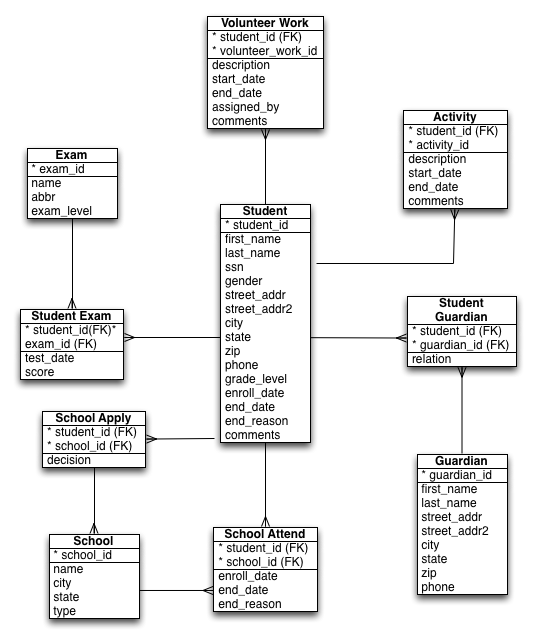 Volunteer Work
* student_id (FK)
* volunteer_work_id
description
start_date
end_date
assigned_by
comments
Activity
* student_id (FK)
* activity_id
description
start_date
end_date
comments
Exam
* exam_id
name
abbr
exam_level
Student
* student_id
first_name
last_name
ssn
gender
street_addr
street_addr2
city
state
zip
phone
grade_level
enroll_date
end_date
end_reason
comments
Student Exam
* student_id(FK)*
exam_id (FK)
test_date
score
Student
Guardian
* student_id (FK)
* guardian_id (FK)
relation
School Apply
* student_id (FK)
* school_id (FK)
decision
Guardian
* guardian_id
first_name
last_name
street_addr
street_addr2
city
state
zip
phone
School
* school_id
name
city
state
type
School Attend
* student_id (FK)
* school_id (FK)
enroll_date
end_date
end_reason